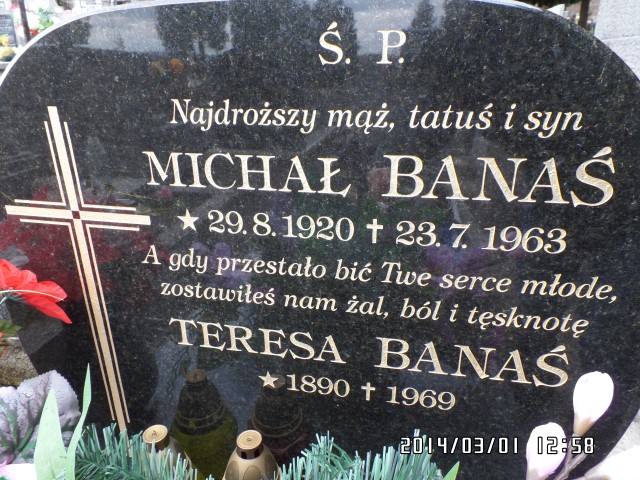 Ś. P.
Najdroższy mąż, tatuś i syn
MICHAŁ BANAŚ
★ 29.8.1920 ✝ 23.7.1963
A gdy przestało bić Twe serce młode,
zostawiłeś nam żal, ból i tęsknotę
TERESA BANAŚ
★ 1890 ✝ 1969
2014/03/01 12:58